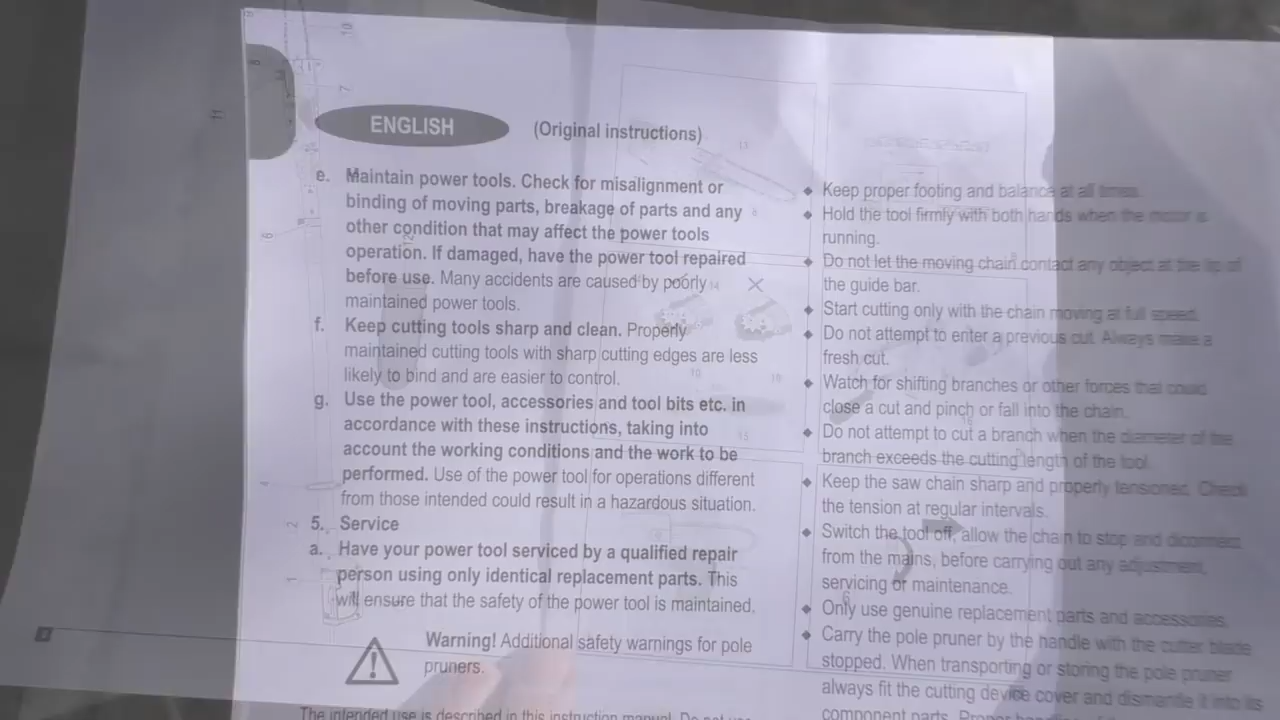 ENGLISH
(Original instructions)
e. Maintain power tools. Check for misalignment or
binding of moving parts, breakage of parts and any
other condition that may affect the power tools
operation. If damaged, have the power tool repaired
before use. Many accidents are caused by poorly
maintained power tools.
f. Keep cutting tools sharp and clean. Properly
maintained cutting tools with sharp cutting edges are less
likely to bind and are easier to control.
g. Use the power tool, accessories and tool bits etc. in
accordance with these instructions, taking into
account the working conditions and the work to be
performed. Use of the power tool for operations different
from those intended could result in a hazardous situation.
5. Service
a. Have your power tool serviced by a qualified repair
person using only identical replacement parts. This
will ensure that the safety of the power tool is maintained.
Warning! Additional safety warnings for pole
pruners.
The intended use is described in this instruction manual. Do not use
♦ Keep proper footing and balance at all times.
♦ Hold the tool firmly with both hands when the motor is
running.
♦ Do not let the moving chain contact any object at the tip of
the guide bar.
♦ Start cutting only with the chain moving at full speed.
♦ Do not attempt to enter a previous cut. Always make a
fresh cut.
♦ Watch for shifting branches or other forces that could
close a cut and pinch or fall into the chain.
♦ Do not attempt to cut a branch when the diameter of the
branch exceeds the cutting length of the tool.
♦ Keep the saw chain sharp and properly tensioned. Check
the tension at regular intervals.
♦ Switch the tool off, allow the chain to stop and diconnect
from the mains, before carrying out any adjustment,
servicing or maintenance.
♦ Only use genuine replacement parts and accessories.
♦ Carry the pole pruner by the handle with the cutter blade
stopped. When transporting or storing the pole pruner
always fit the cutting device cover and dismantle it into its
component parts. Proper